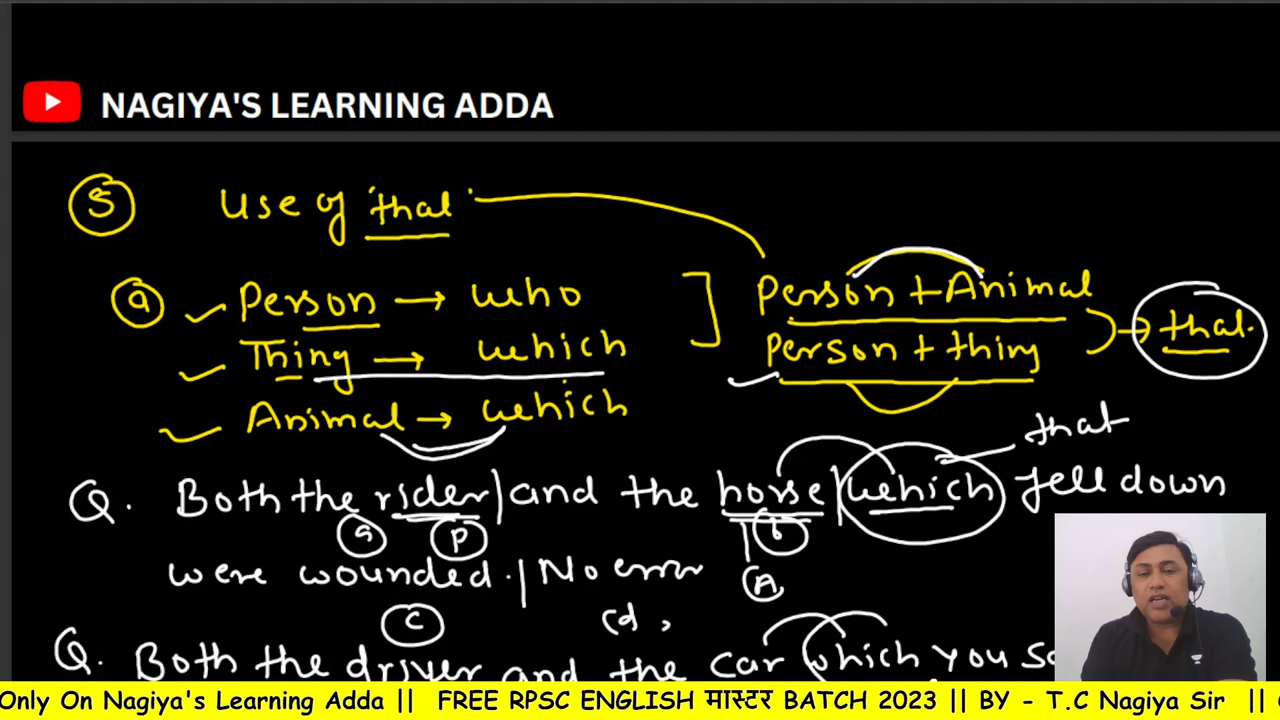 NAGIYA'S LEARNING ADDA
5 Use of 'that'
a Person → who
Thing → which
Animal → which
Person + Animal
Person + thing
→ that.
that
Q. Both the rider | and the horse | which fell down
a P b A
were wounded. | No error
c (d)
Q. Both the driver and the car which you
Only On Nagiya's Learning Adda || FREE RPSC ENGLISH मास्टर BATCH 2023 || BY - T.C Nagiya Sir ||